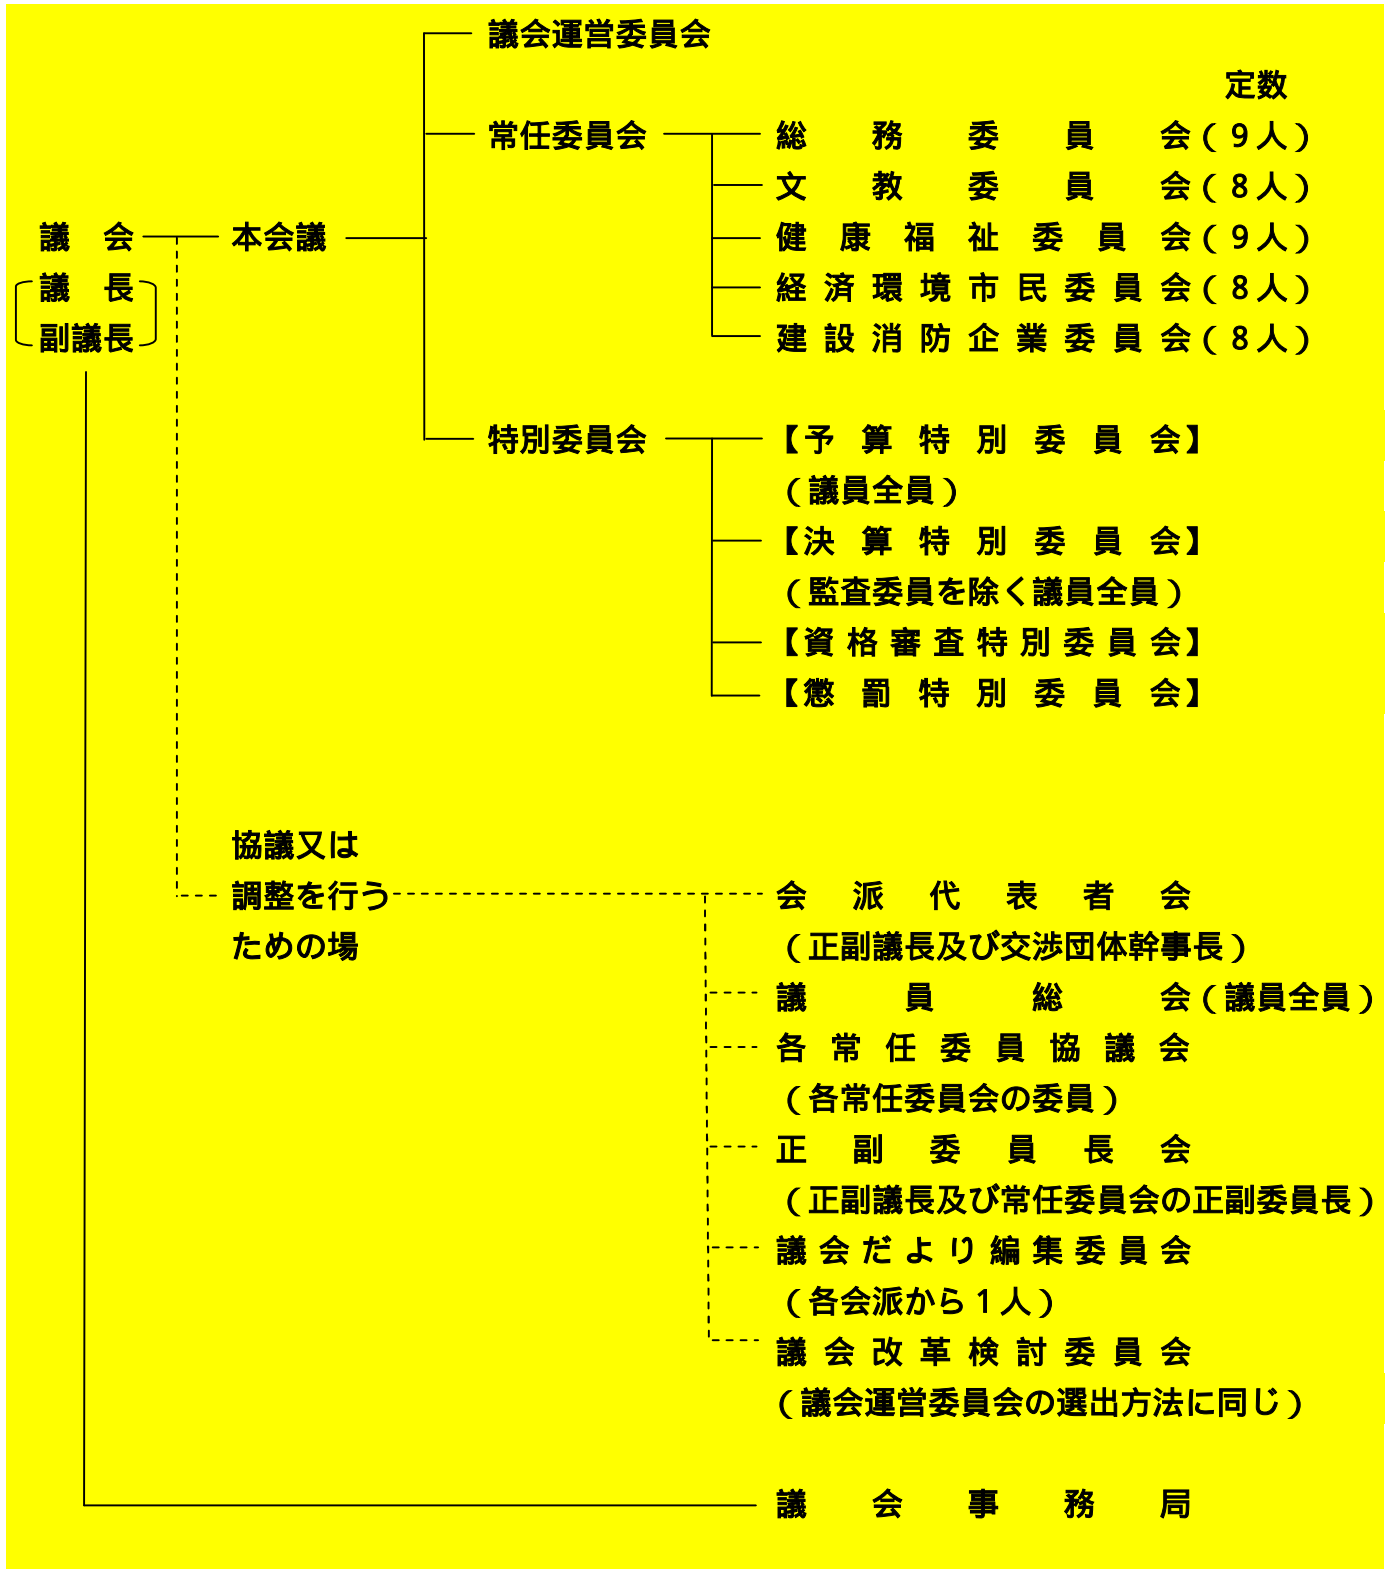 議会運営委員会
定数
常任委員会 総務委員会(9人)
文教委員会(8人)
議会 本会議 健康福祉委員会(9人)
議長 経済環境市民委員会(8人)
副議長 建設消防企業委員会(8人)
特別委員会 【予算特別委員会】
(議員全員)
【決算特別委員会】
(監査委員を除く議員全員)
【資格審査特別委員会】
【懲罰特別委員会】
協議又は
調整を行う 会派代表者会
ための場 (正副議長及び交渉団体幹事長)
議員総会(議員全員)
各常任委員協議会
(各常任委員会の委員)
正副委員長会
(正副議長及び常任委員会の正副委員長)
議会だより編集委員会
(各会派から1人)
議会改革検討委員会
(議会運営委員会の選出方法に同じ)
議会事務局